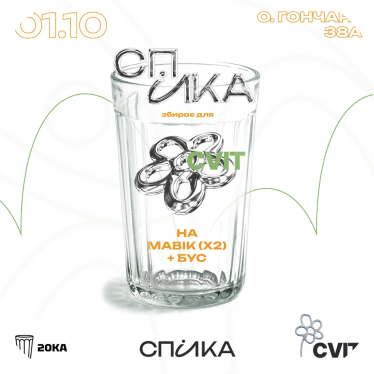 01.10
О. ГОНЧАРА
38А
СПІЛКА
збирає для
CVIT
НА
МАВІК (Х2)
+ БУС
20КА
СПІЛКА
CVIT